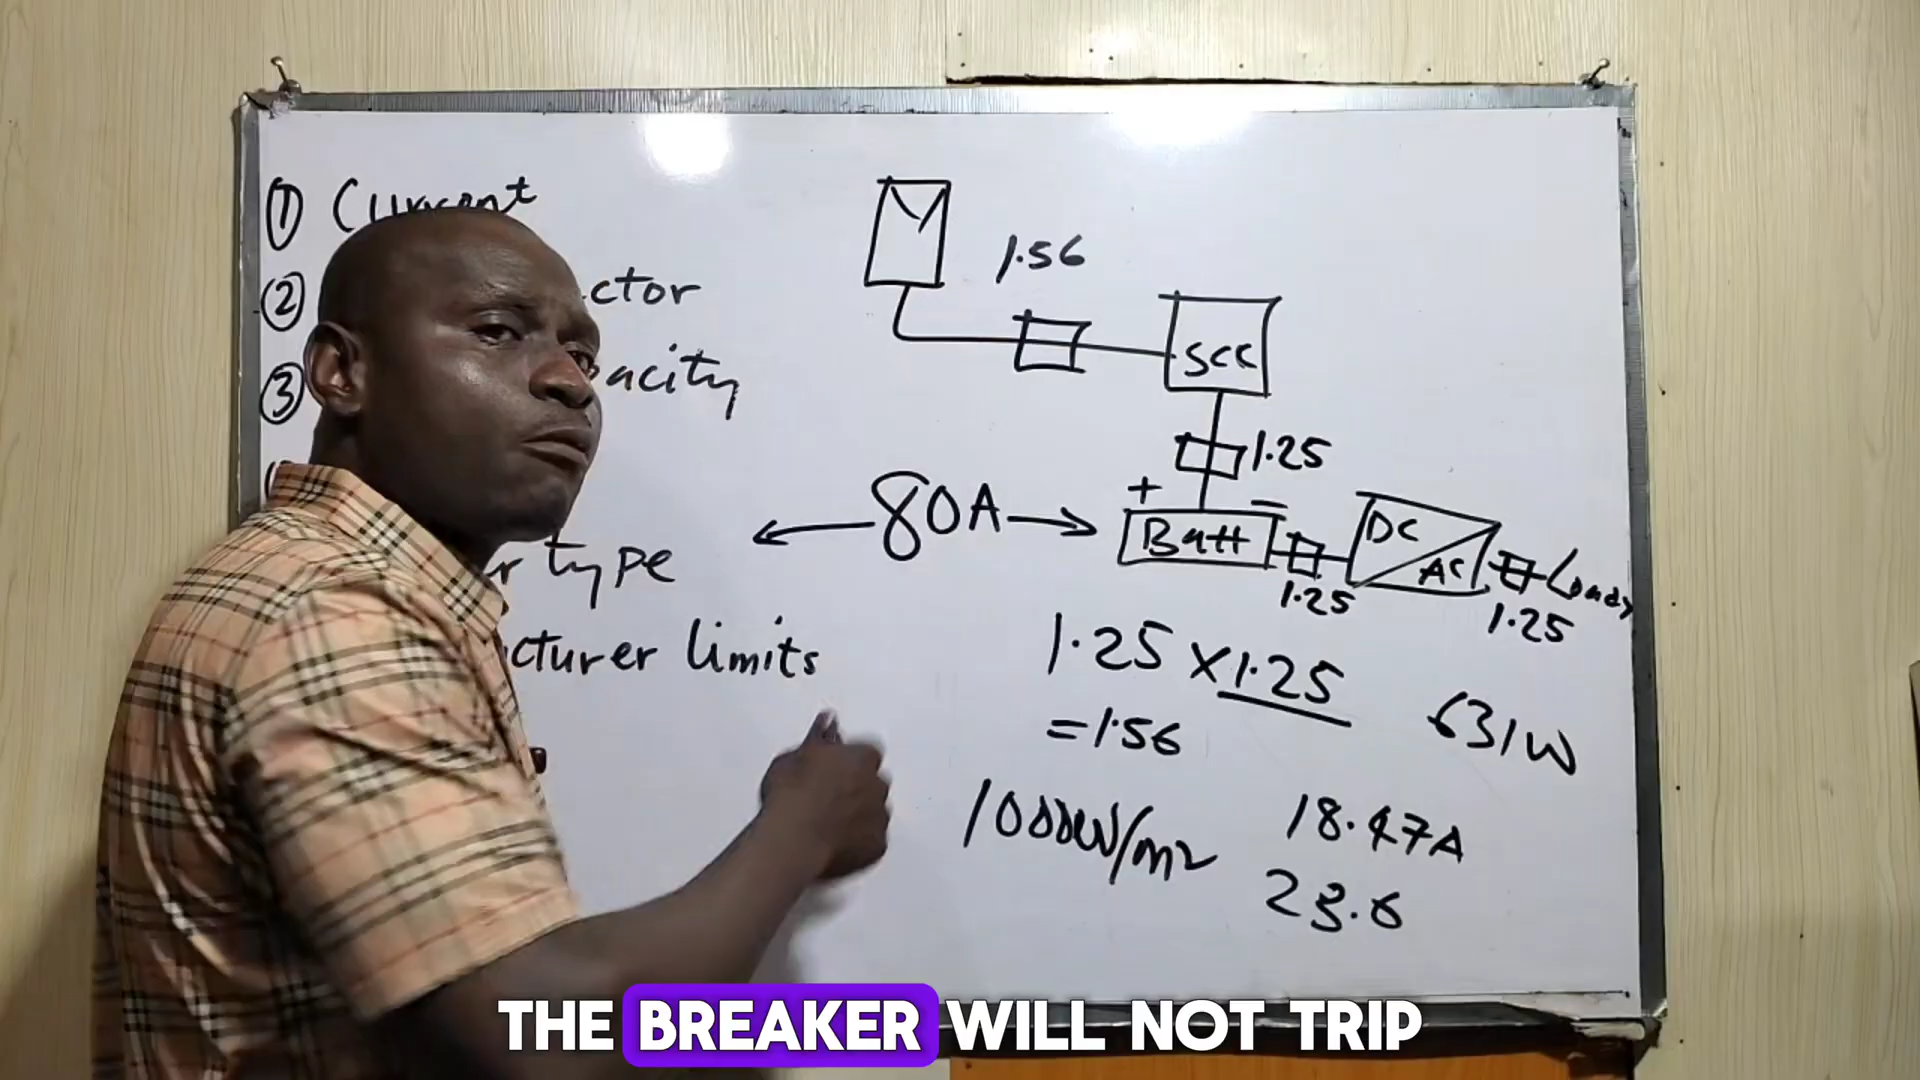 ① Current
②
ctor
③
acity
r type
cturer limits
1.56
SCC
1.25
80A
+
-
Batt
1.25
DC
AC
Loads
1.25
1.25 x 1.25
= 1.56
631W
1000W/m2
18.47A
23.6
THE BREAKER WILL NOT TRIP